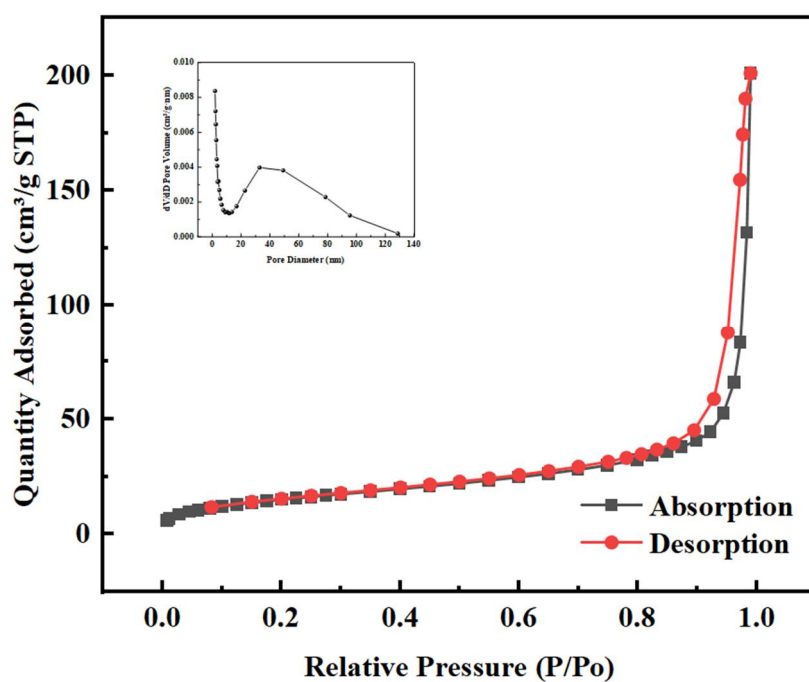 200
150
100
50
0
Quantity Adsorbed (cm³/g STP)
0.010
0.008
0.006
0.004
0.002
0.000
dV/dD Pore Volume (cm³/g·nm)
0 20 40 60 80 100 120 140
Pore Diameter (nm)
Absorption
Desorption
0.0 0.2 0.4 0.6 0.8 1.0
Relative Pressure (P/Po)